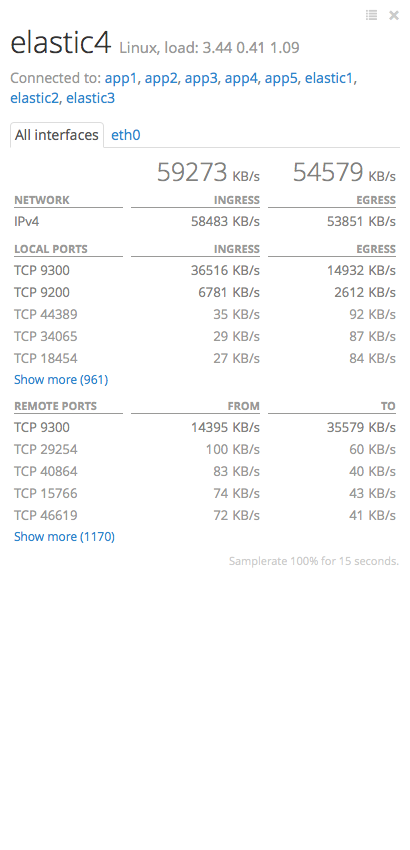 elastic4 Linux, load: 3.44 0.41 1.09
Connected to: app1, app2, app3, app4, app5, elastic1,
elastic2, elastic3
All interfaces eth0
59273 KB/s 54579 KB/s
NETWORK INGRESS EGRESS
IPv4 58483 KB/s 53851 KB/s
LOCAL PORTS INGRESS EGRESS
TCP 9300 36516 KB/s 14932 KB/s
TCP 9200 6781 KB/s 2612 KB/s
TCP 44389 35 KB/s 92 KB/s
TCP 34065 29 KB/s 87 KB/s
TCP 18454 27 KB/s 84 KB/s
Show more (961)
REMOTE PORTS FROM TO
TCP 9300 14395 KB/s 35579 KB/s
TCP 29254 100 KB/s 60 KB/s
TCP 40864 83 KB/s 40 KB/s
TCP 15766 74 KB/s 43 KB/s
TCP 46619 72 KB/s 41 KB/s
Show more (1170)
Samplerate 100% for 15 seconds.